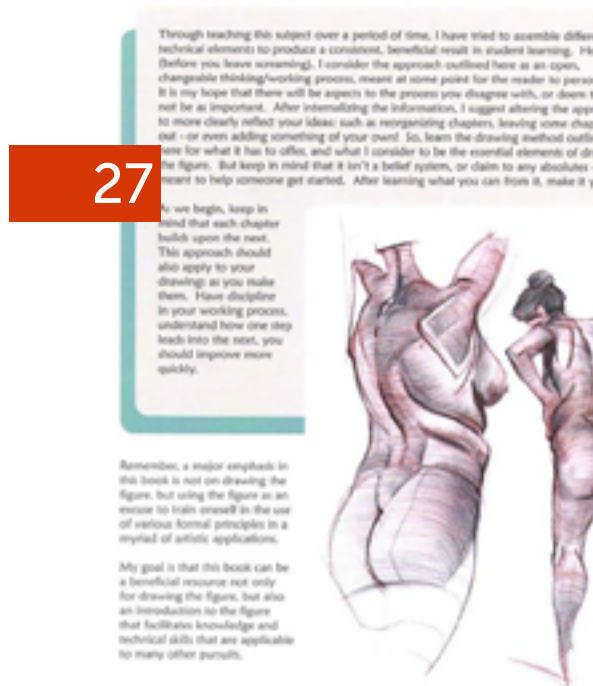 Through teaching this subject over a period of time, I have tried to assemble differe
technical elements to produce a consistent, beneficial result in student learning. He
(before you leave screaming), I consider the approach outlined here as an open,
changeable thinking/working process, meant at some point for the reader to person
It is my hope that there will be aspects to the process you disagree with, or deem t
not be as important. After internalizing the information, I suggest altering the appr
to more clearly reflect your ideas: such as reorganizing chapters, leaving some chap
out - or even adding something of your own! So, learn the drawing method outlin
here for what it has to offer, and what I consider to be the essential elements of dr
the figure. But keep in mind that it isn't a belief system, or claim to any absolutes -
meant to help someone get started. After learning what you can from it, make it y
27
As we begin, keep in
mind that each chapter
builds upon the next.
This approach should
also apply to your
drawings as you make
them. Have discipline
in your working process,
understand how one step
leads into the next, you
should improve more
quickly.
Remember, a major emphasis in
this book is not on drawing the
figure, but using the figure as an
excuse to train oneself in the use
of various formal principles in a
myriad of artistic applications.
My goal is that this book can be
a beneficial resource not only
for drawing the figure, but also
an introduction to the figure
that facilitates knowledge and
technical skills that are applicable
to many other pursuits.